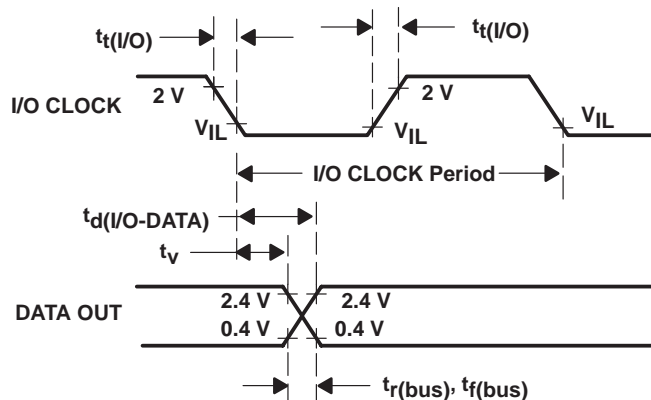 tt(I/O)
tt(I/O)
2 V
2 V
I/O CLOCK
VIL
VIL
VIL
I/O CLOCK Period
td(I/O-DATA)
tv
2.4 V
2.4 V
DATA OUT
0.4 V
0.4 V
tr(bus), tf(bus)